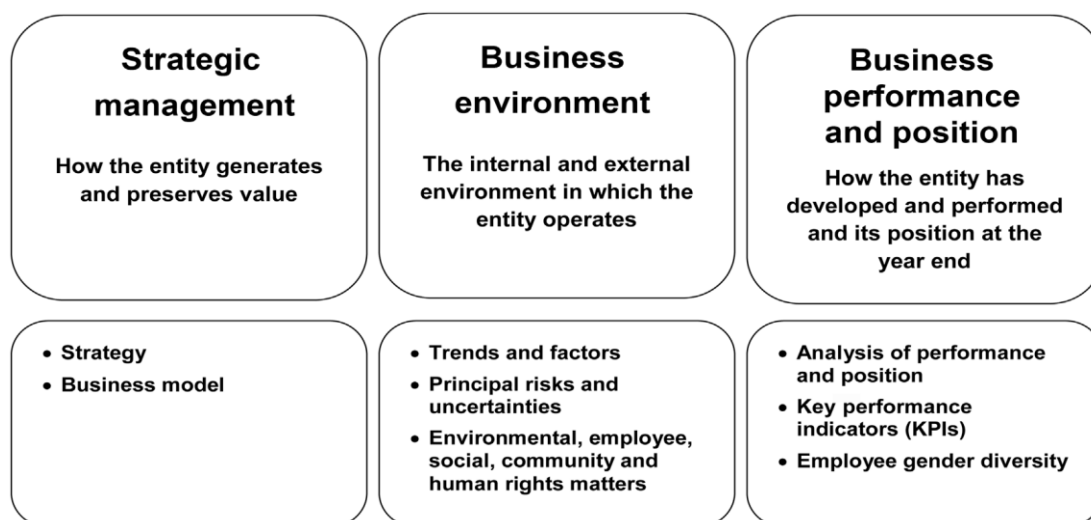 Strategic
management
How the entity generates
and preserves value
Business
environment
The internal and external
environment in which the
entity operates
Business
performance
and position
How the entity has
developed and performed
and its position at the
year end
• Strategy
• Business model
• Trends and factors
• Principal risks and
uncertainties
• Environmental, employee,
social, community and
human rights matters
• Analysis of performance
and position
• Key performance
indicators (KPIs)
• Employee gender diversity